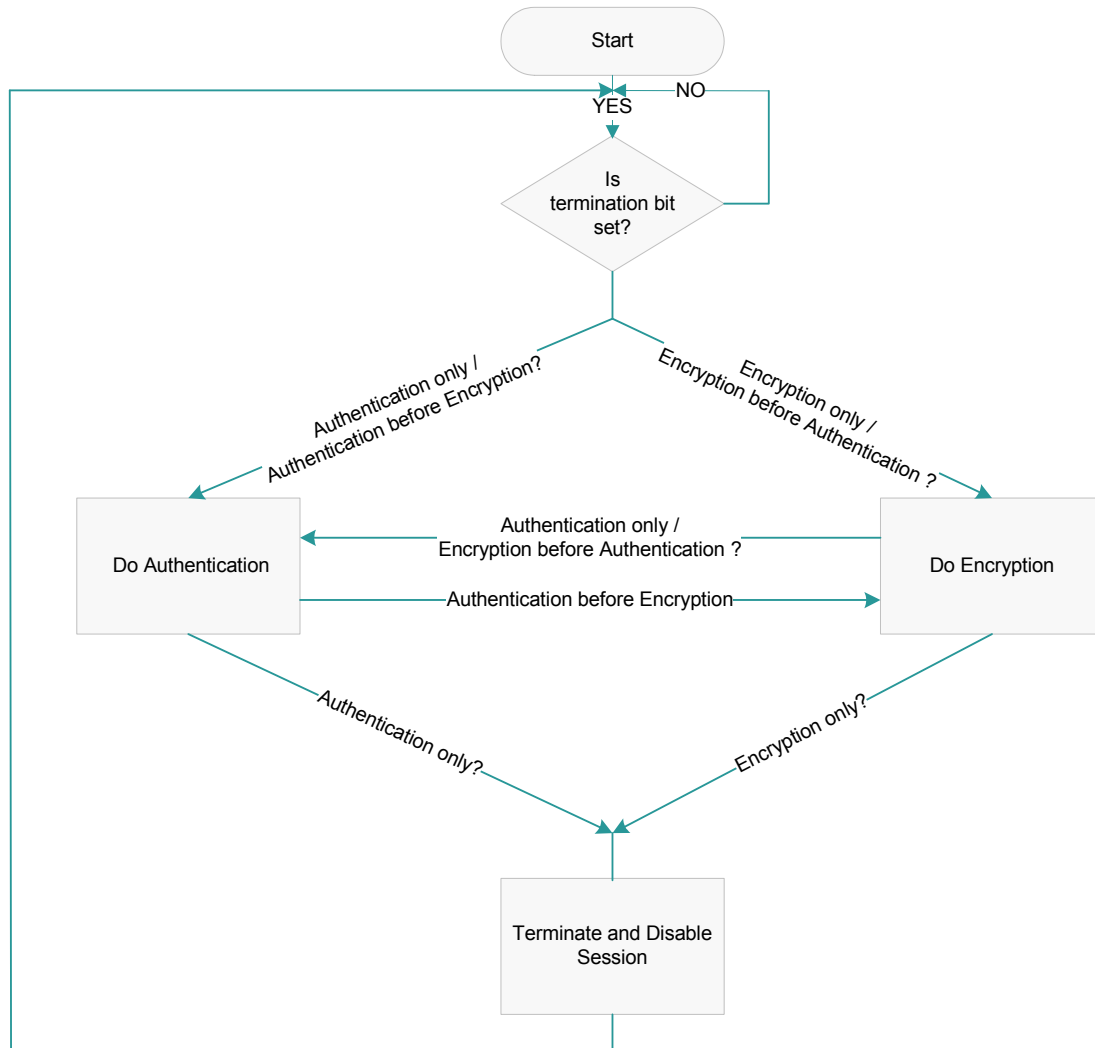 Start
NO
YES
Is
termination bit
set?
Authentication only /
Authentication before Encryption?
Encryption only /
Encryption before Authentication ?
Authentication only /
Encryption before Authentication ?
Do Authentication
Do Encryption
Authentication before Encryption
Authentication only?
Encryption only?
Terminate and Disable
Session